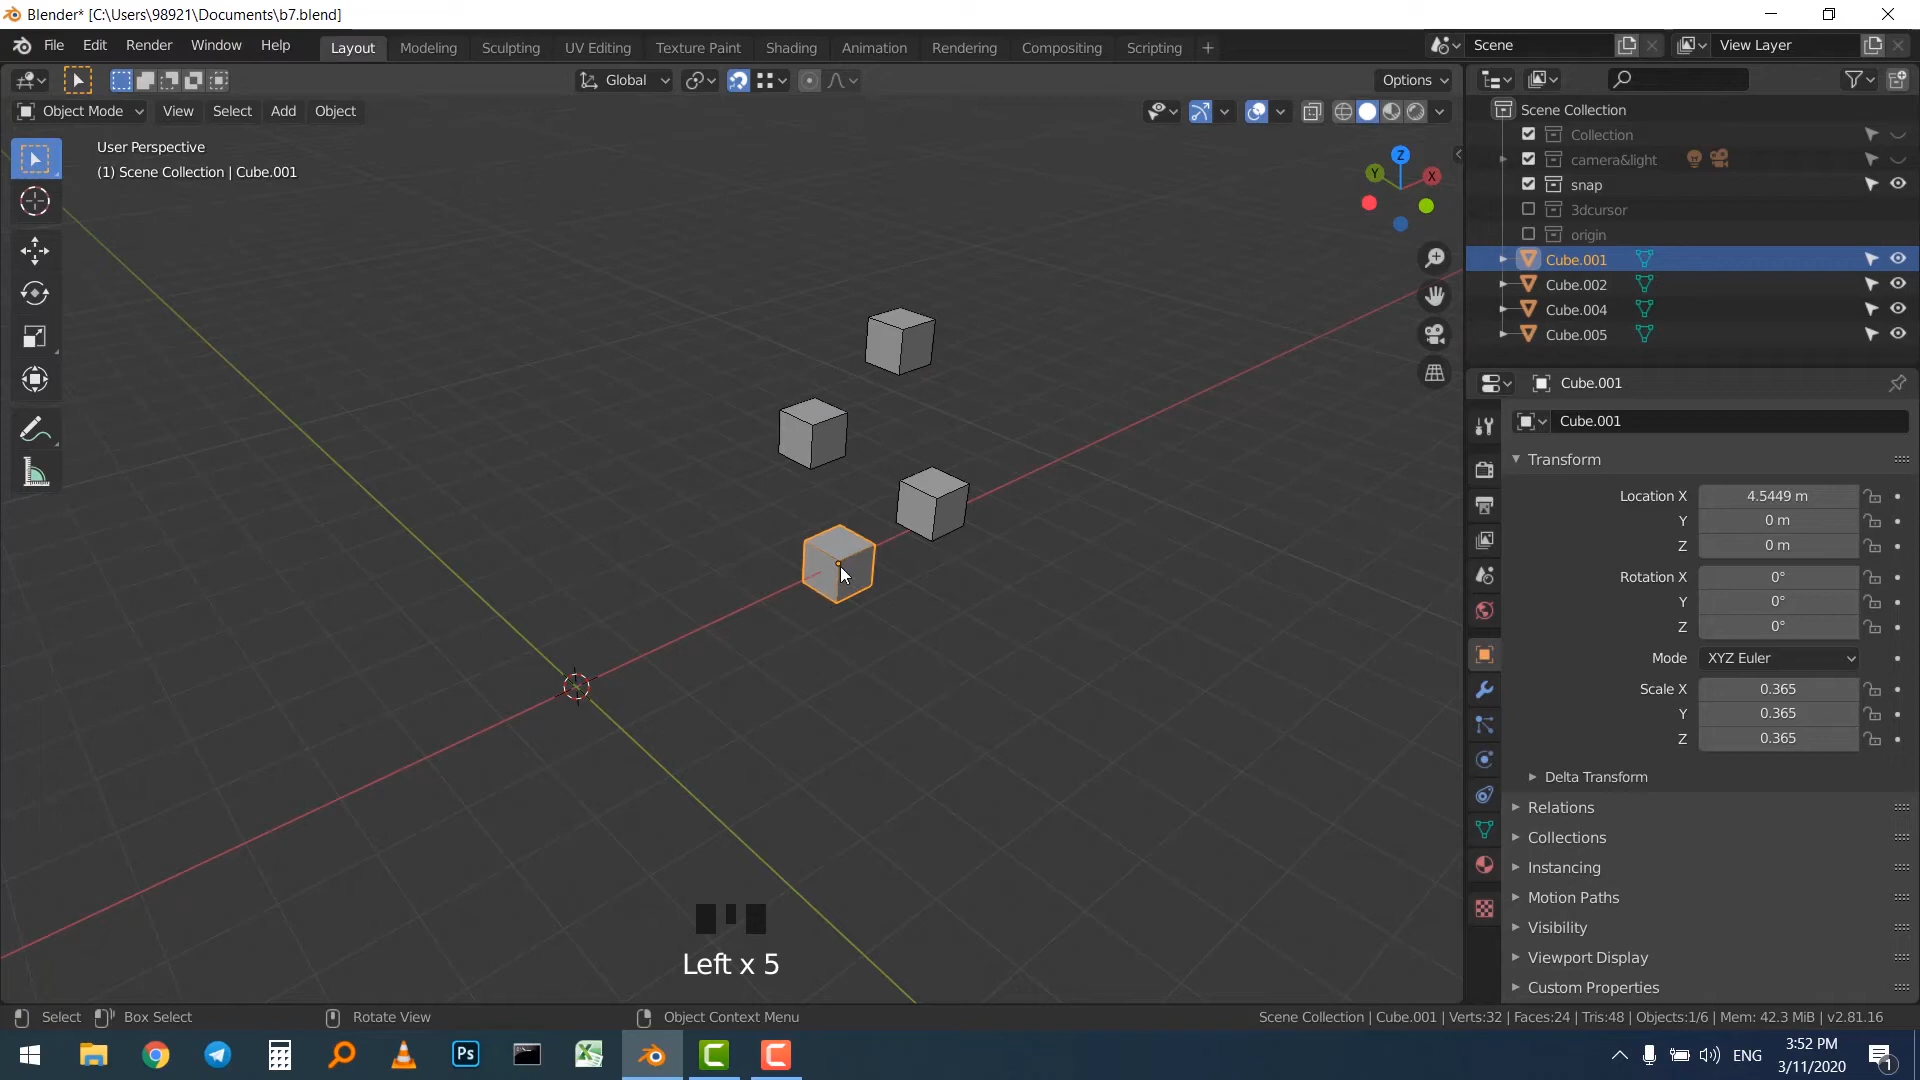 Blender* [C:\Users\98921\Documents\b7.blend]
File Edit Render Window Help Layout Modeling Sculpting UV Editing Texture Paint Shading Animation Rendering Compositing Scripting + Scene View Layer
Global Options
Object Mode View Select Add Object
User Perspective
(1) Scene Collection | Cube.001
Z
Y
X
Left x 5
Scene Collection
Collection
camera&light
snap
3dcursor
origin
Cube.001
Cube.002
Cube.004
Cube.005
Cube.001
Cube.001
Transform
Location X 4.5449 m
Y 0 m
Z 0 m
Rotation X 0°
Y 0°
Z 0°
Mode XYZ Euler
Scale X 0.365
Y 0.365
Z 0.365
Delta Transform
Relations
Collections
Instancing
Motion Paths
Visibility
Viewport Display
Custom Properties
Select Box Select Rotate View Object Context Menu Scene Collection | Cube.001 | Verts:32 | Faces:24 | Tris:48 | Objects:1/6 | Mem: 42.3 MiB | v2.81.16
Ps ENG 3:52 PM
3/11/2020
1